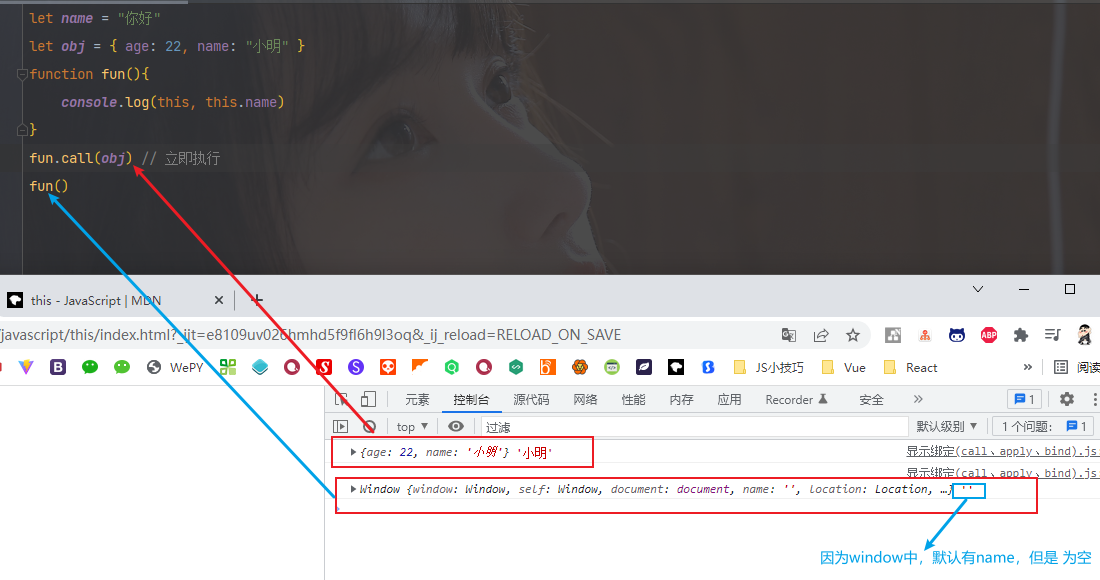 let name = "你好"
let obj = { age: 22, name: "小明" }
function fun(){
console.log(this, this.name)
}
fun.call(obj) // 立即执行
fun()
this - JavaScript | MDN
/javascript/this/index.html?_ijt=e8109uv026hmhd5f9fl6h9l3oq&_ij_reload=RELOAD_ON_SAVE
WePY JS小技巧 Vue React » 阅读
元素 控制台 源代码 网络 性能 内存 应用 Recorder 安全 » 1
top ▼ 过滤 默认级别 ▼ 1 个问题: 1
{age: 22, name: '小明'} '小明' 显示绑定(call、apply、bind).js
显示绑定(call、apply、bind).js
Window {window: Window, self: Window, document: document, name: '', location: Location, …} ''
因为window中，默认有name，但是 为空